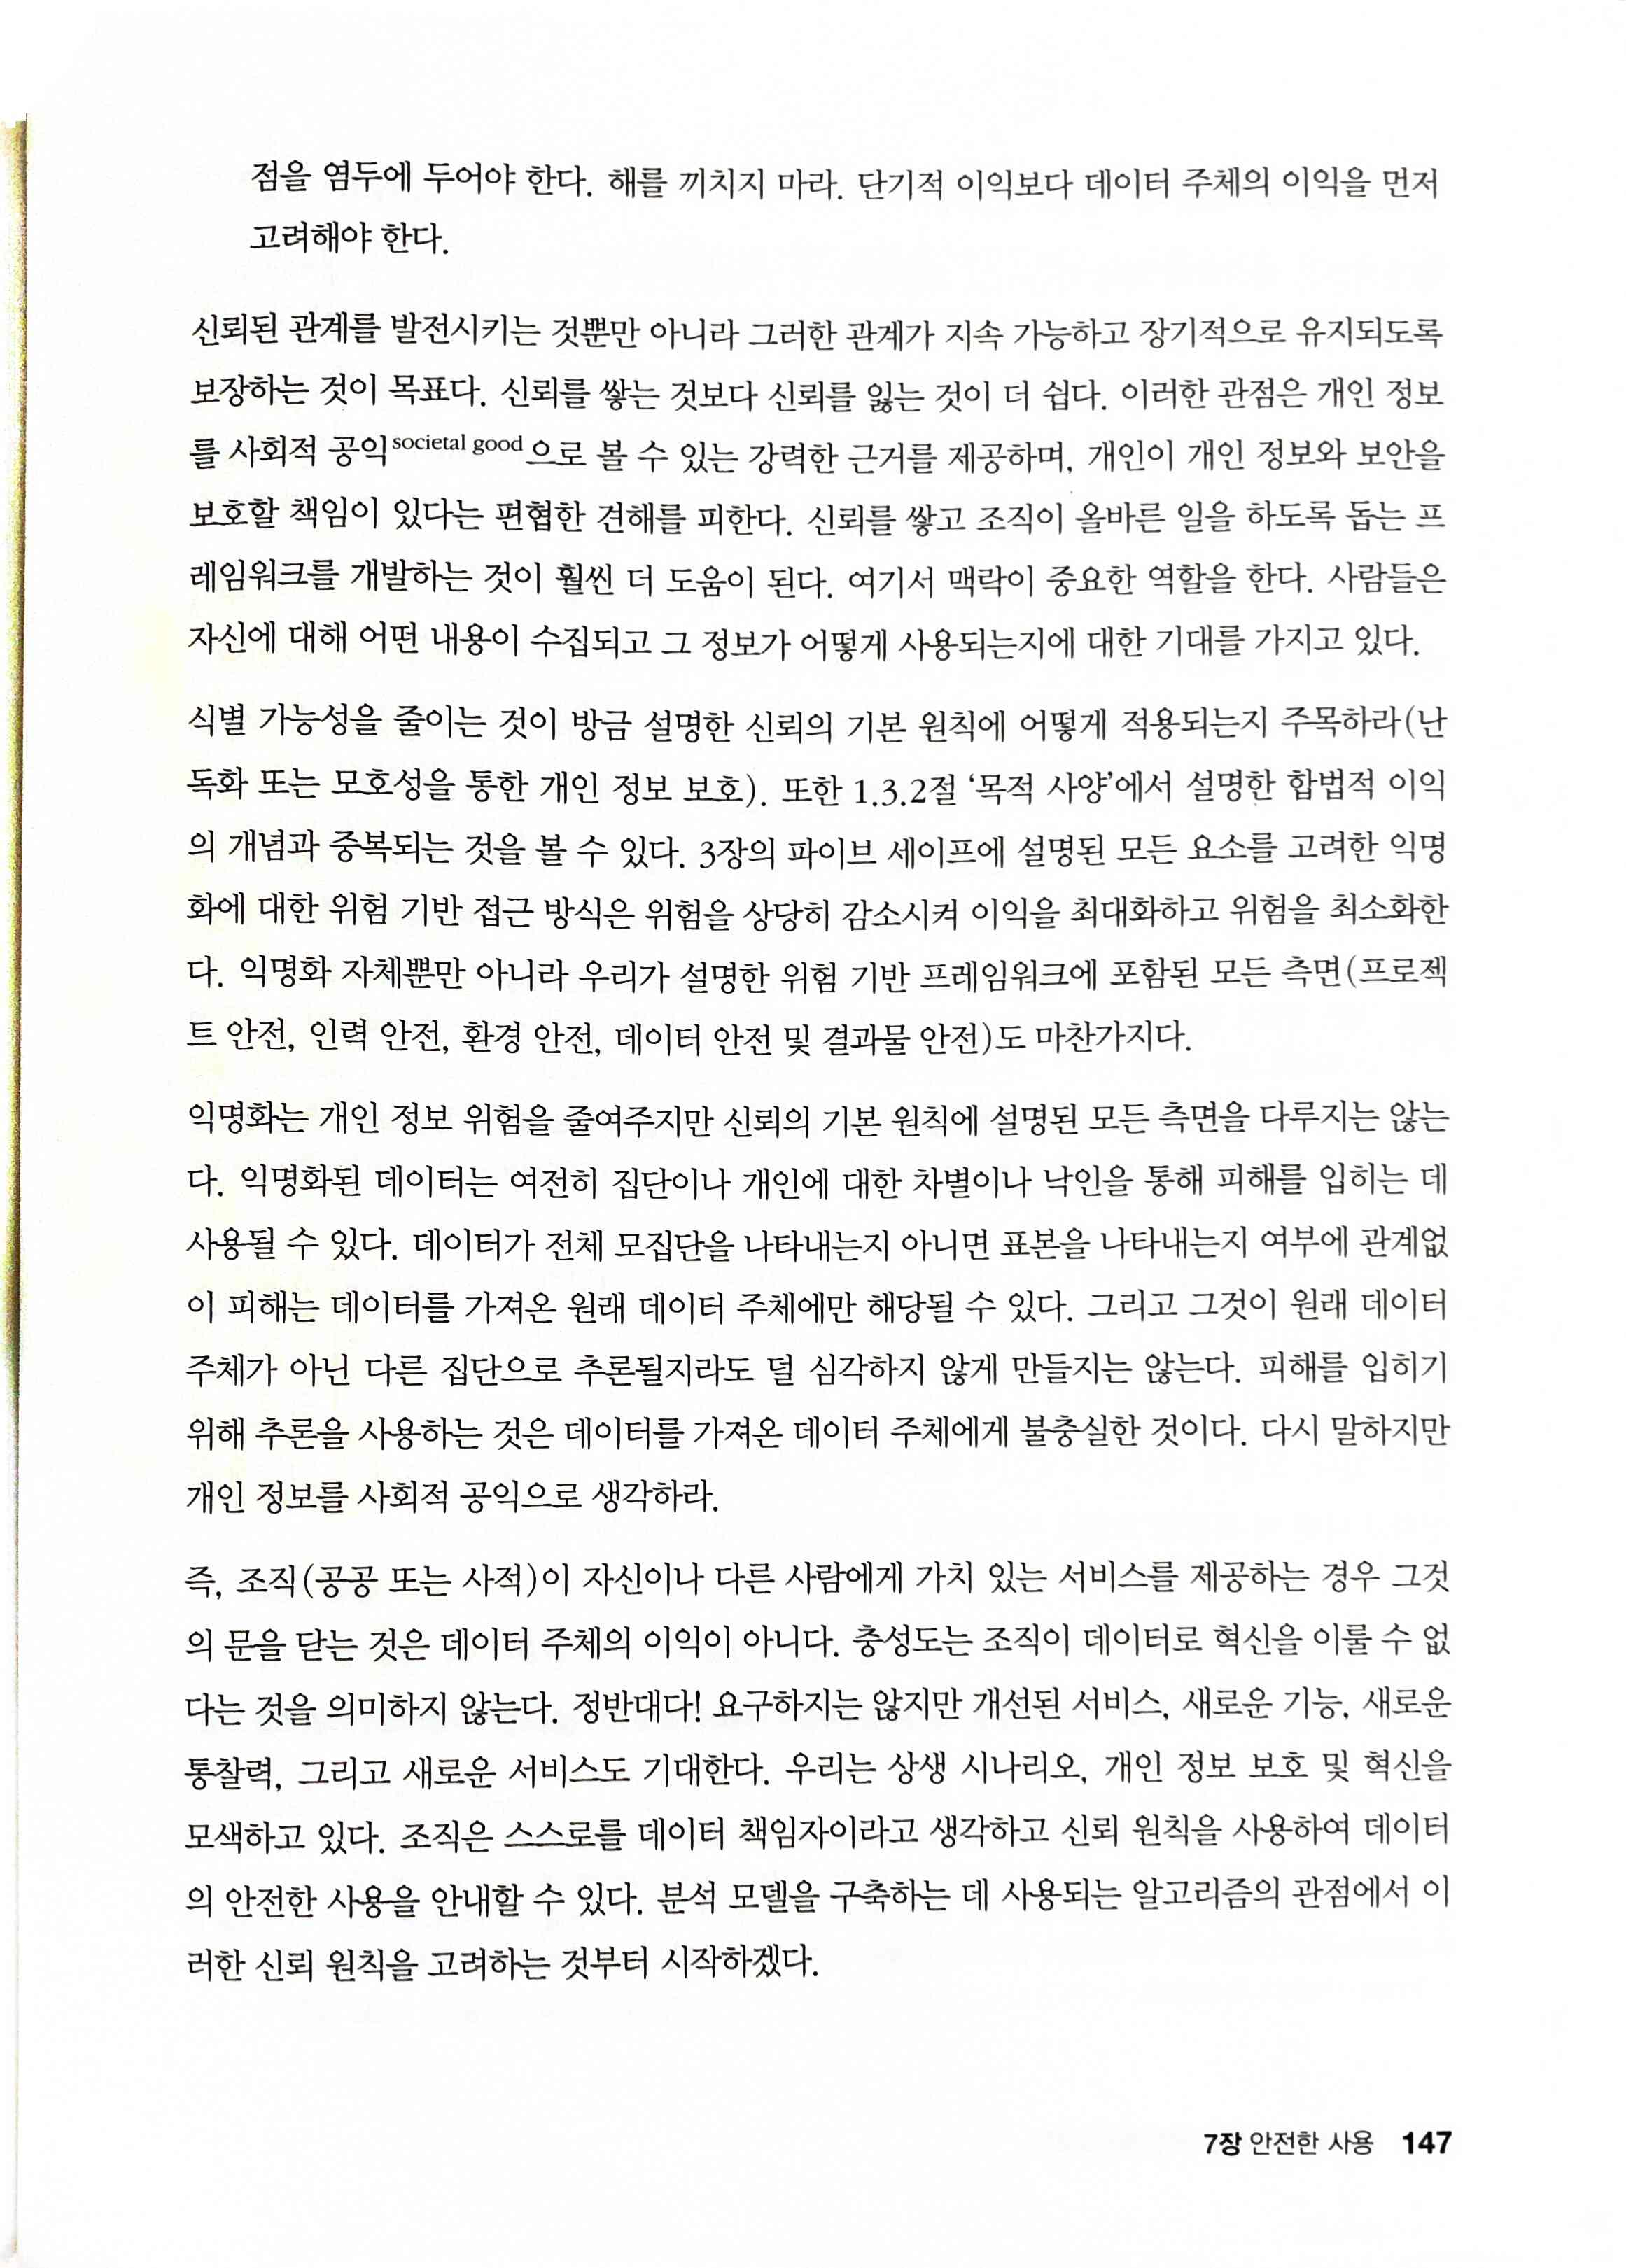 점을 염두에 두어야 한다. 해를 끼치지 마라. 단기적 이익보다 데이터 주체의 이익을 먼저
고려해야 한다.
신뢰된 관계를 발전시키는 것뿐만 아니라 그러한 관계가 지속 가능하고 장기적으로 유지되도록
보장하는 것이 목표다. 신뢰를 쌓는 것보다 신뢰를 잃는 것이 더 쉽다. 이러한 관점은 개인 정보
를 사회적 공익societal good으로 볼 수 있는 강력한 근거를 제공하며, 개인이 개인 정보와 보안을
보호할 책임이 있다는 편협한 견해를 피한다. 신뢰를 쌓고 조직이 올바른 일을 하도록 돕는 프
레임워크를 개발하는 것이 훨씬 더 도움이 된다. 여기서 맥락이 중요한 역할을 한다. 사람들은
자신에 대해 어떤 내용이 수집되고 그 정보가 어떻게 사용되는지에 대한 기대를 가지고 있다.
식별 가능성을 줄이는 것이 방금 설명한 신뢰의 기본 원칙에 어떻게 적용되는지 주목하라(난
독화 또는 모호성을 통한 개인 정보 보호). 또한 1.3.2절 ‘목적 사양’에서 설명한 합법적 이익
의 개념과 중복되는 것을 볼 수 있다. 3장의 파이브 세이프에 설명된 모든 요소를 고려한 익명
화에 대한 위험 기반 접근 방식은 위험을 상당히 감소시켜 이익을 최대화하고 위험을 최소화한
다. 익명화 자체뿐만 아니라 우리가 설명한 위험 기반 프레임워크에 포함된 모든 측면(프로젝
트 안전, 인력 안전, 환경 안전, 데이터 안전 및 결과물 안전)도 마찬가지다.
익명화는 개인 정보 위험을 줄여주지만 신뢰의 기본 원칙에 설명된 모든 측면을 다루지는 않는
다. 익명화된 데이터는 여전히 집단이나 개인에 대한 차별이나 낙인을 통해 피해를 입히는 데
사용될 수 있다. 데이터가 전체 모집단을 나타내는지 아니면 표본을 나타내는지 여부에 관계없
이 피해는 데이터를 가져온 원래 데이터 주체에만 해당될 수 있다. 그리고 그것이 원래 데이터
주체가 아닌 다른 집단으로 추론될지라도 덜 심각하지 않게 만들지는 않는다. 피해를 입히기
위해 추론을 사용하는 것은 데이터를 가져온 데이터 주체에게 불충실한 것이다. 다시 말하지만
개인 정보를 사회적 공익으로 생각하라.
즉, 조직(공공 또는 사적)이 자신이나 다른 사람에게 가치 있는 서비스를 제공하는 경우 그것
의 문을 닫는 것은 데이터 주체의 이익이 아니다. 충성도는 조직이 데이터로 혁신을 이룰 수 없
다는 것을 의미하지 않는다. 정반대다! 요구하지는 않지만 개선된 서비스, 새로운 기능, 새로운
통찰력, 그리고 새로운 서비스도 기대한다. 우리는 상생 시나리오, 개인 정보 보호 및 혁신을
모색하고 있다. 조직은 스스로를 데이터 책임자이라고 생각하고 신뢰 원칙을 사용하여 데이터
의 안전한 사용을 안내할 수 있다. 분석 모델을 구축하는 데 사용되는 알고리즘의 관점에서 이
러한 신뢰 원칙을 고려하는 것부터 시작하겠다.
7장 안전한 사용 147